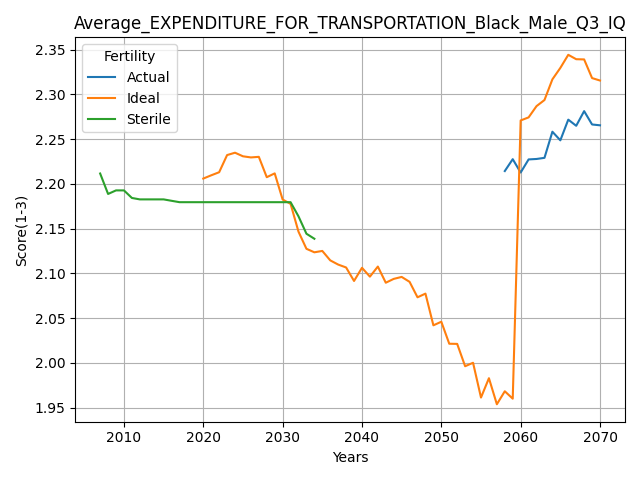 Average_EXPENDITURE_FOR_TRANSPORTATION_Black_Male_Q3_IQ
Fertility
Actual
Ideal
Sterile
Score(1-3)
2.35
2.30
2.25
2.20
2.15
2.10
2.05
2.00
1.95
2010 2020 2030 2040 2050 2060 2070
Years